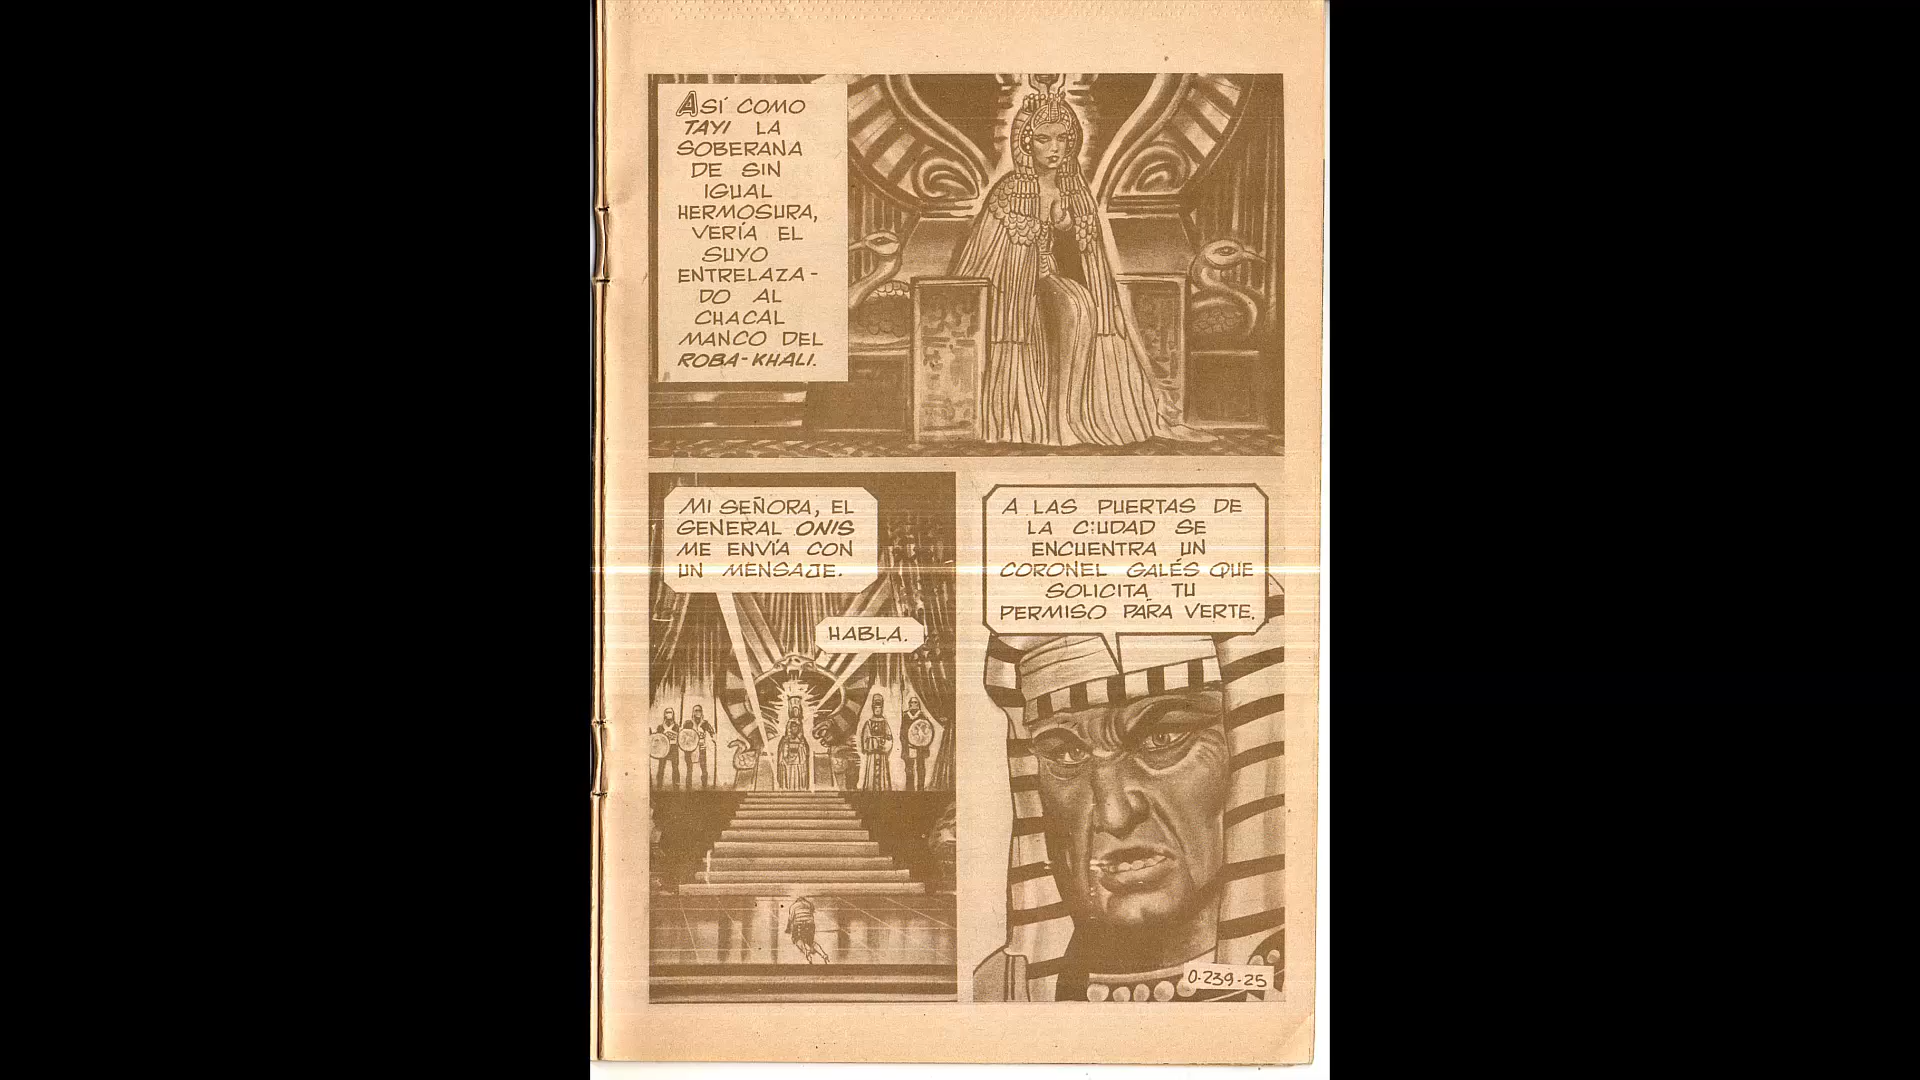 ASÍ COMO
TAYI LA
SOBERANA
DE SIN
IGUAL
HERMOSURA,
VERÍA EL
SUYO
ENTRELAZA-
DO AL
CHACAL
MANCO DEL
ROBA-KHALI.
MI SEÑORA, EL
GENERAL ONIS
ME ENVÍA CON
UN MENSAJE.
HABLA.
A LAS PUERTAS DE
LA CIUDAD SE
ENCUENTRA UN
CORONEL GALÉS QUE
SOLICITA TU
PERMISO PARA VERTE.
0-239-25